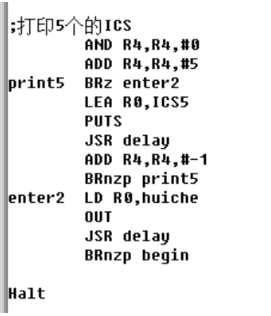 ;打印5个的ICS
AND R4,R4,#0
ADD R4,R4,#5
print5 BRz enter2
LEA R0,ICS5
PUTS
JSR delay
ADD R4,R4,#-1
BRnzp print5
enter2 LD R0,huiche
OUT
JSR delay
BRnzp begin
Halt